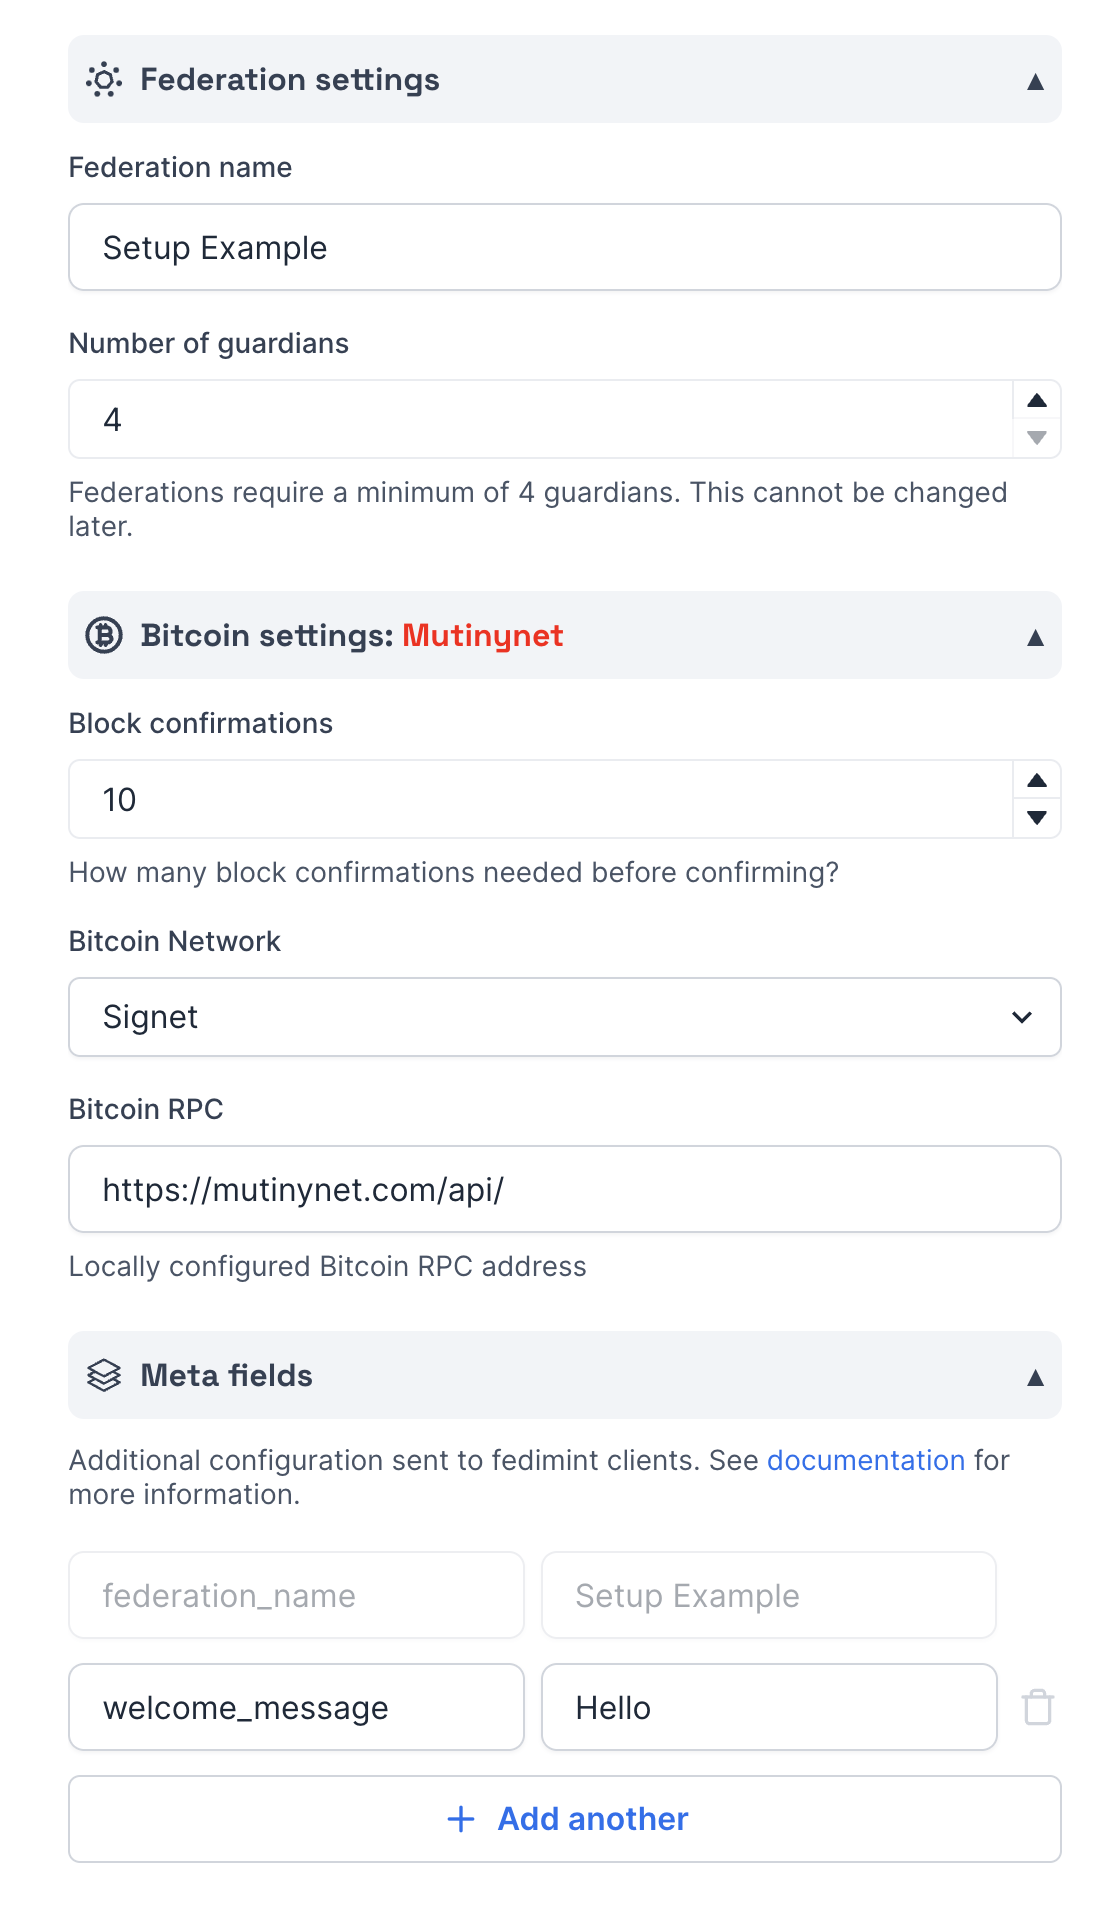 Federation settings
Federation name
Setup Example
Number of guardians
4
Federations require a minimum of 4 guardians. This cannot be changed
later.
Bitcoin settings: Mutinynet
Block confirmations
10
How many block confirmations needed before confirming?
Bitcoin Network
Signet
Bitcoin RPC
https://mutinynet.com/api/
Locally configured Bitcoin RPC address
Meta fields
Additional configuration sent to fedimint clients. See documentation for
more information.
federation_name Setup Example
welcome_message Hello
+ Add another